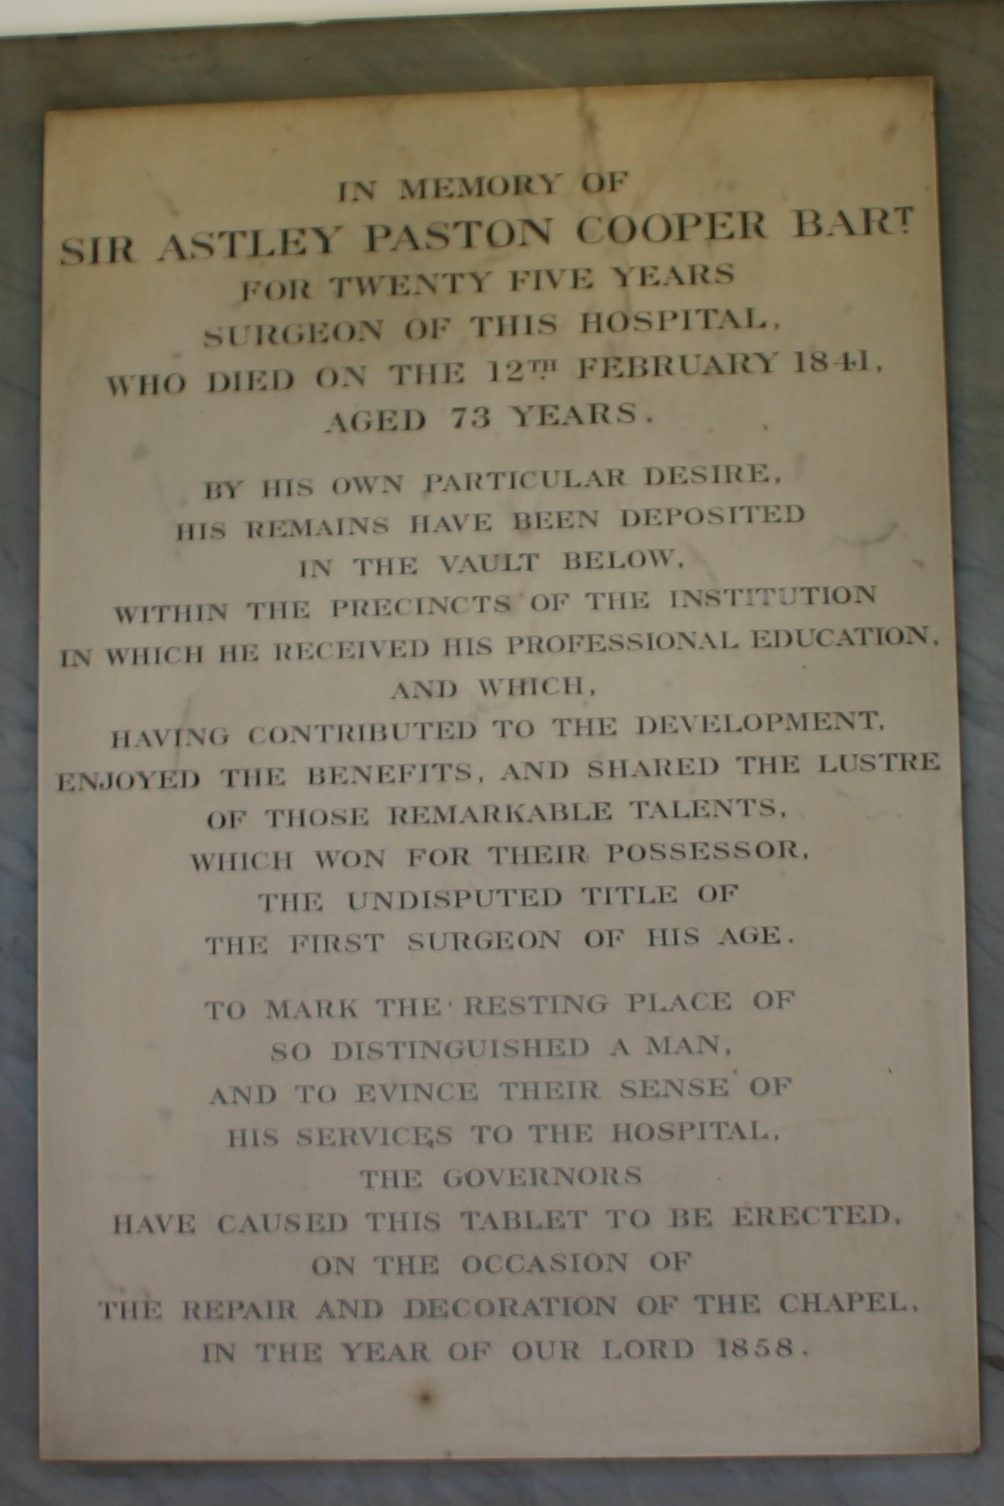 IN MEMORY OF
SIR ASTLEY PASTON COOPER BART.
FOR TWENTY FIVE YEARS
SURGEON OF THIS HOSPITAL,
WHO DIED ON THE 12TH FEBRUARY 1841,
AGED 73 YEARS.
BY HIS OWN PARTICULAR DESIRE,
HIS REMAINS HAVE BEEN DEPOSITED
IN THE VAULT BELOW,
WITHIN THE PRECINCTS OF THE INSTITUTION
IN WHICH HE RECEIVED HIS PROFESSIONAL EDUCATION,
AND WHICH,
HAVING CONTRIBUTED TO THE DEVELOPMENT,
ENJOYED THE BENEFITS, AND SHARED THE LUSTRE
OF THOSE REMARKABLE TALENTS,
WHICH WON FOR THEIR POSSESSOR,
THE UNDISPUTED TITLE OF
THE FIRST SURGEON OF HIS AGE.
TO MARK THE RESTING PLACE OF
SO DISTINGUISHED A MAN,
AND TO EVINCE THEIR SENSE OF
HIS SERVICES TO THE HOSPITAL,
THE GOVERNORS
HAVE CAUSED THIS TABLET TO BE ERECTED,
ON THE OCCASION OF
THE REPAIR AND DECORATION OF THE CHAPEL,
IN THE YEAR OF OUR LORD 1858.